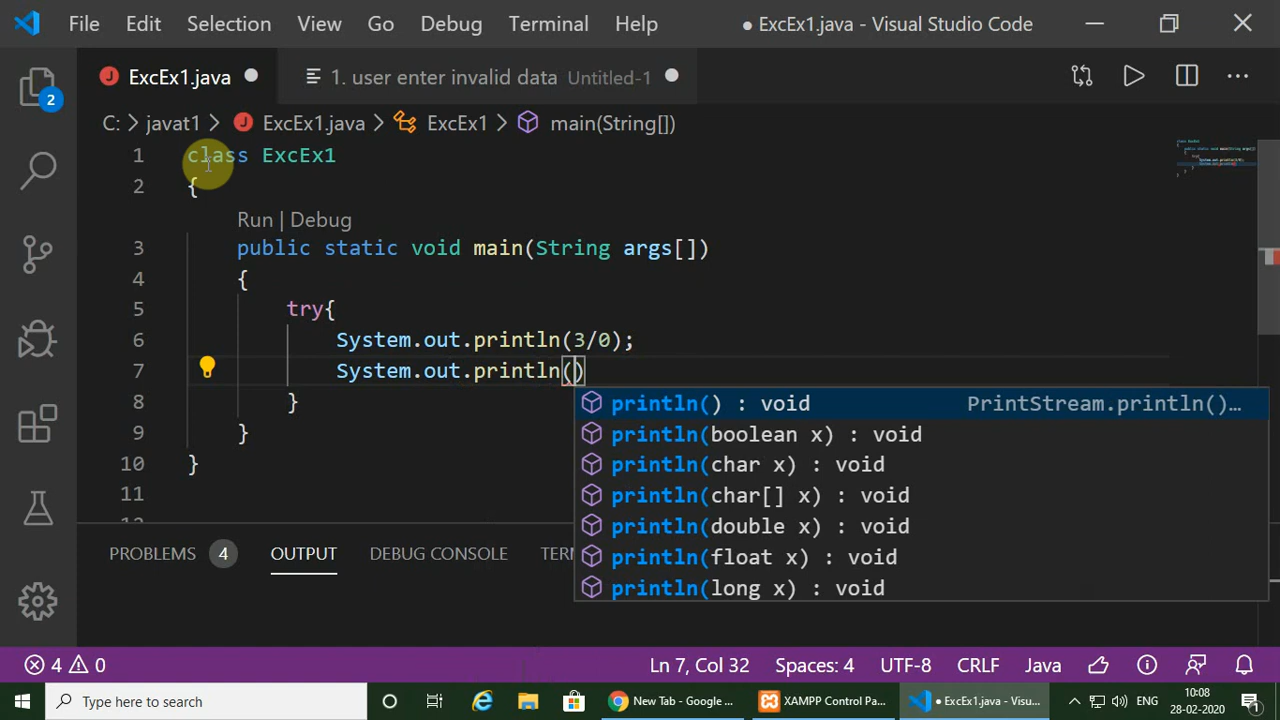 File Edit Selection View Go Debug Terminal Help ● ExcEx1.java - Visual Studio Code
ExcEx1.java 1. user enter invalid data Untitled-1
C: > javat1 > ExcEx1.java > ExcEx1 > main(String[])
1 class ExcEx1
2 {
Run | Debug
3 public static void main(String args[])
4 {
5 try{
6 System.out.println(3/0);
7 System.out.println()
8 }
9 }
10 }
11
println() : void PrintStream.println()...
println(boolean x) : void
println(char x) : void
println(char[] x) : void
println(double x) : void
println(float x) : void
println(long x) : void
2
PROBLEMS 4 OUTPUT DEBUG CONSOLE TER
4 0 Ln 7, Col 32 Spaces: 4 UTF-8 CRLF Java
Type here to search New Tab - Google ... XAMPP Control Pa... ● ExcEx1.java - Visu... ENG 10:08
28-02-2020 1